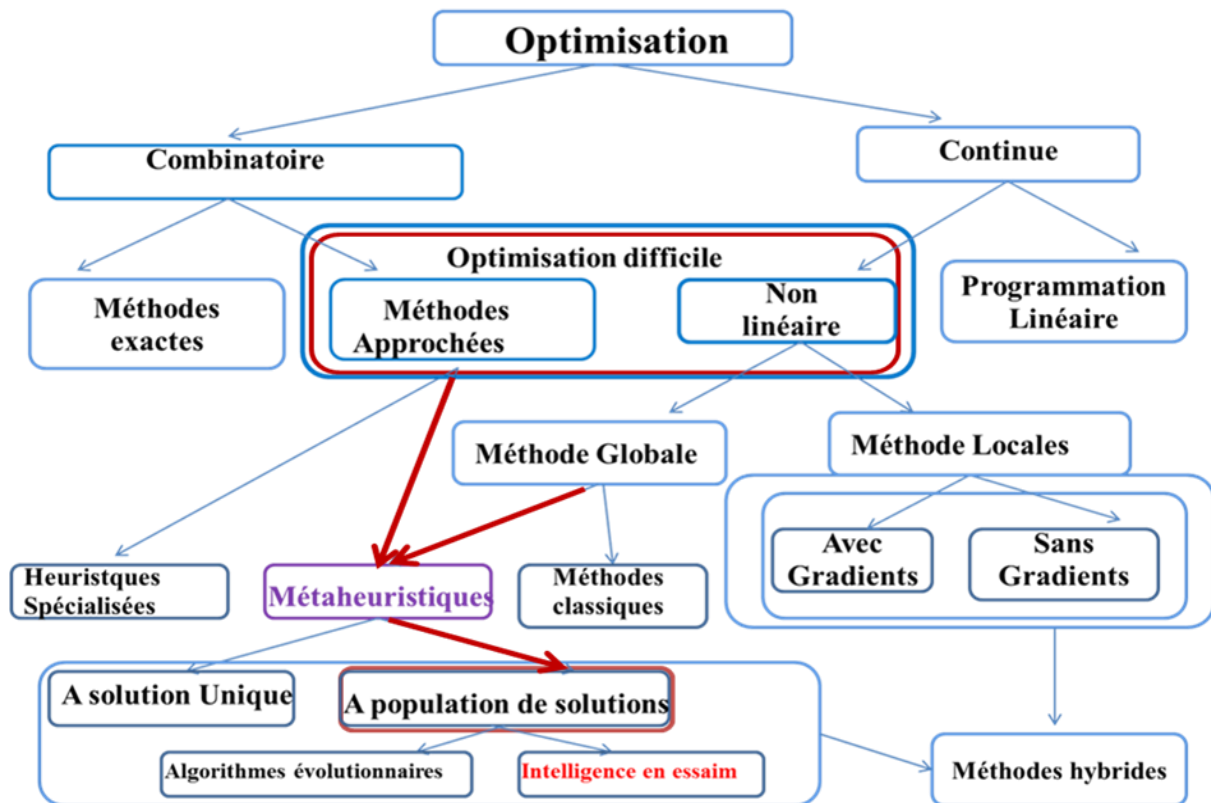 Optimisation
Combinatoire
Continue
Optimisation difficile
Méthodes
exactes
Méthodes
Approchées
Non
linéaire
Programmation
Linéaire
Méthode Globale
Méthode Locales
Avec
Gradients
Sans
Gradients
Heuristques
Spécialisées
Métaheuristiques
Méthodes
classiques
A solution Unique
A population de solutions
Algorithmes évolutionnaires
Intelligence en essaim
Méthodes hybrides